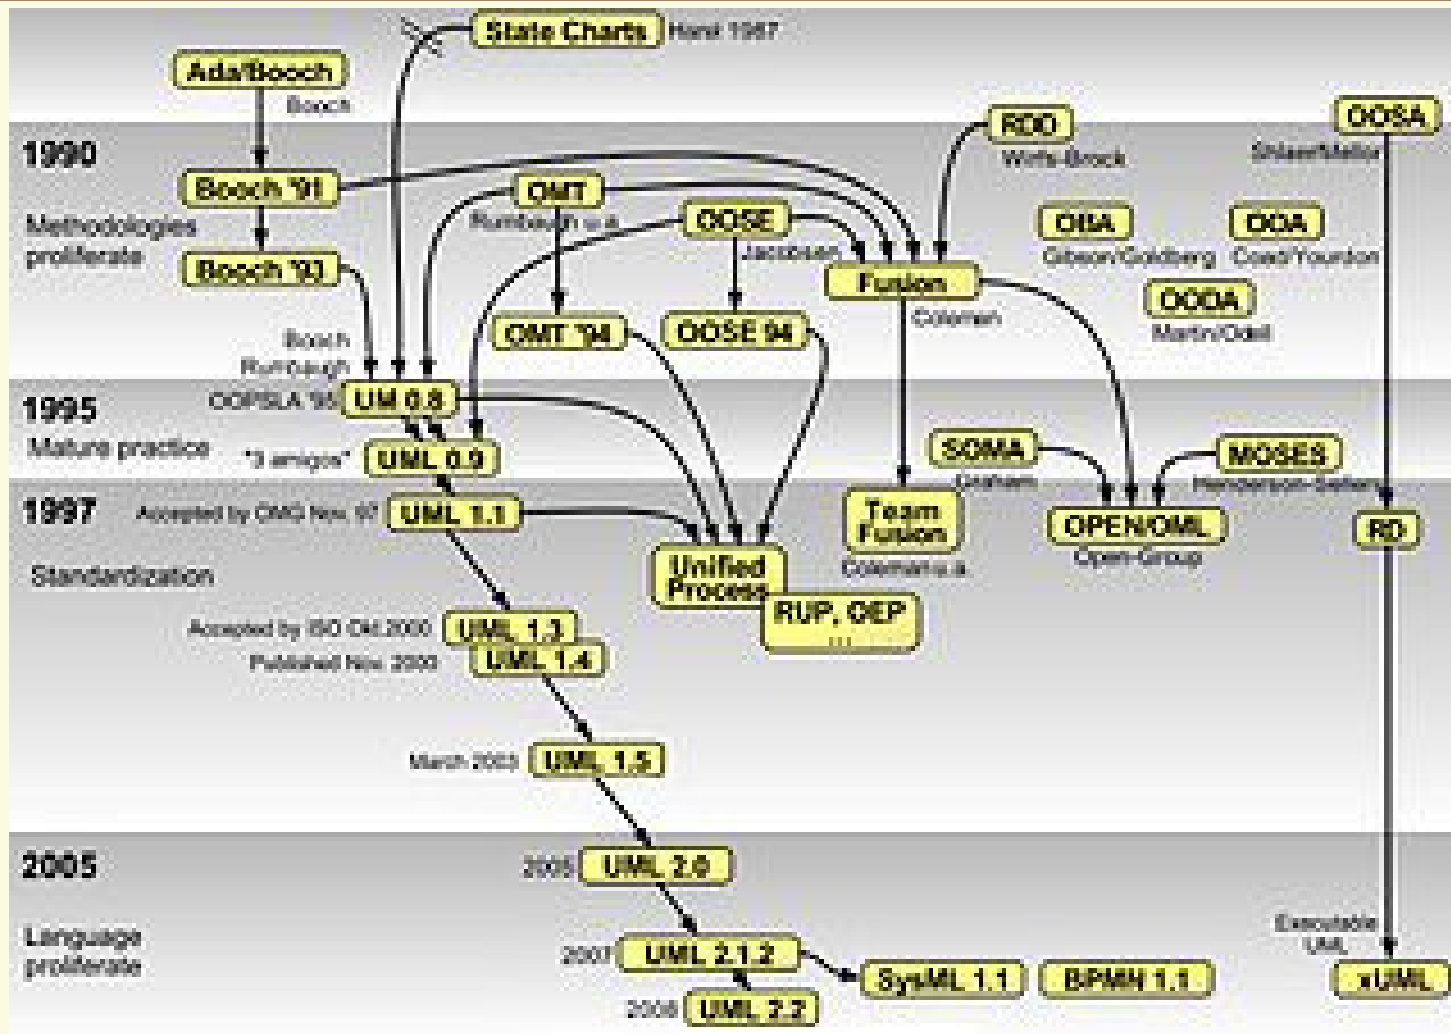 State Charts Harel 1987
Ada/Booch
Booch
RDD
Wirfs-Brock
OOSA
Shlaer/Mellor
1990
Methodologies
proliferate
Booch '91
OMT
Rumbaugh u.a.
OOSE
Jacobsen
OBA
Gibson/Goldberg
OOA
Coad/Yourdon
Booch '93
Fusion
Coleman
OODA
Martin/Odell
OMT '94
OOSE 94
Booch
Rumbaugh
1995
Mature practice
OOPSLA '95 UM 0.8
"3 amigos" UML 0.9
SOMA
Graham
MOSES
Henderson-Sellers
1997
Standardization
Accepted by OMG Nov. 97 UML 1.1
Team
Fusion
Coleman u.a.
OPEN/OML
Open-Group
RD
Unified
Process
RUP, OEP
...
Accepted by ISO Okt.2000 UML 1.3
Published Nov. 2000 UML 1.4
March 2003 UML 1.5
2005
Language
proliferate
2005 UML 2.0
2007 UML 2.1.2
SysML 1.1
BPMN 1.1
Executable
UML
xUML
2008 UML 2.2